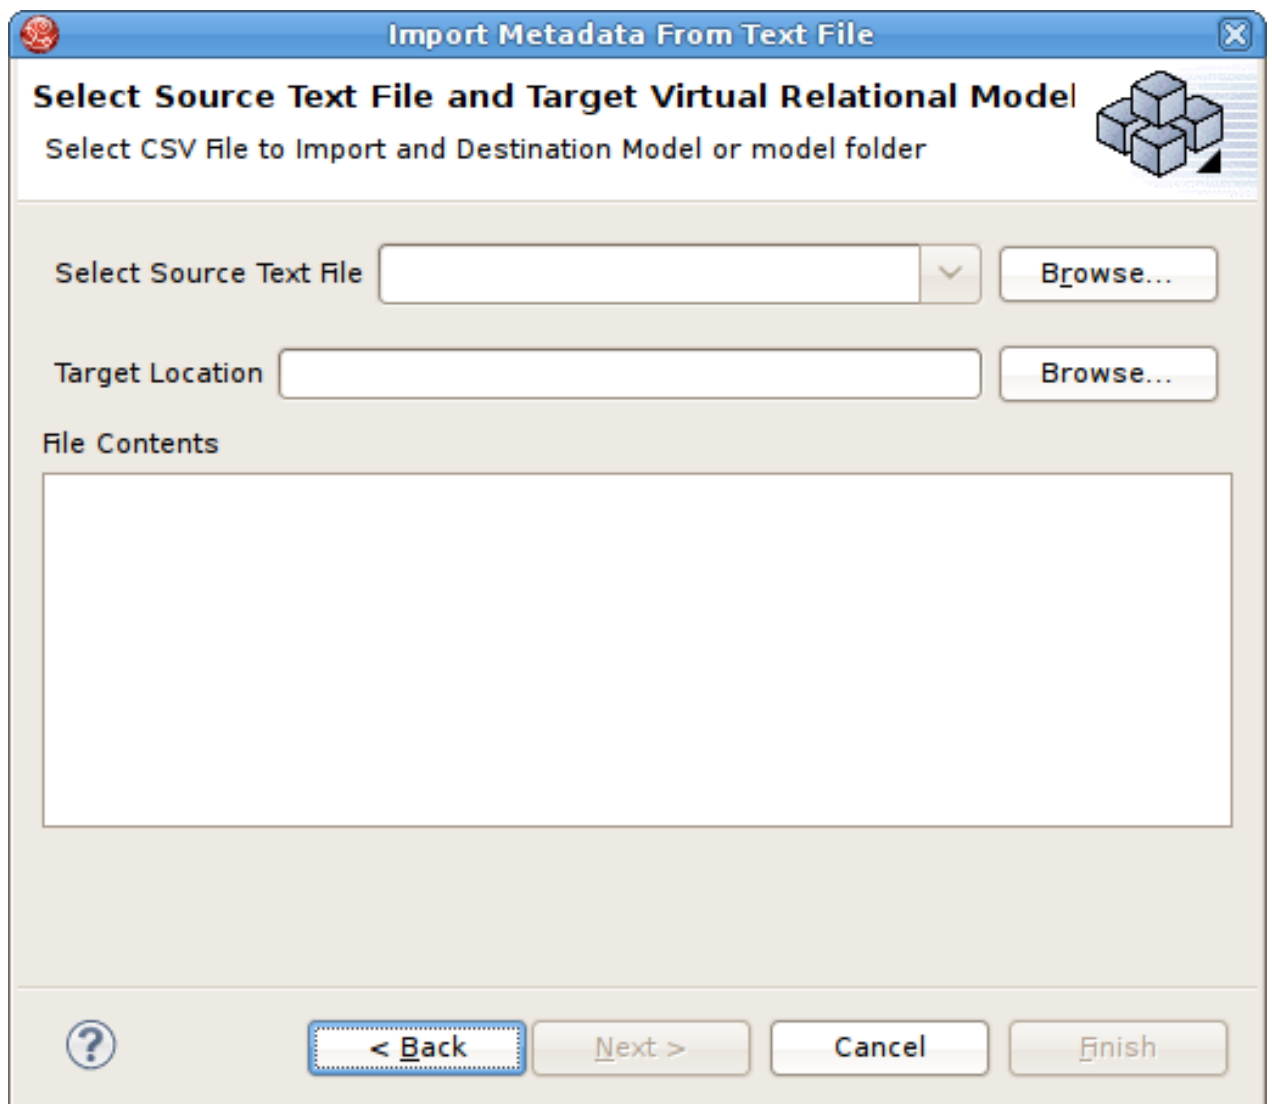 Import Metadata From Text File
Select Source Text File and Target Virtual Relational Model
Select CSV File to Import and Destination Model or model folder
Select Source Text File
Browse...
Target Location
Browse...
File Contents
?
< Back
Next >
Cancel
Finish